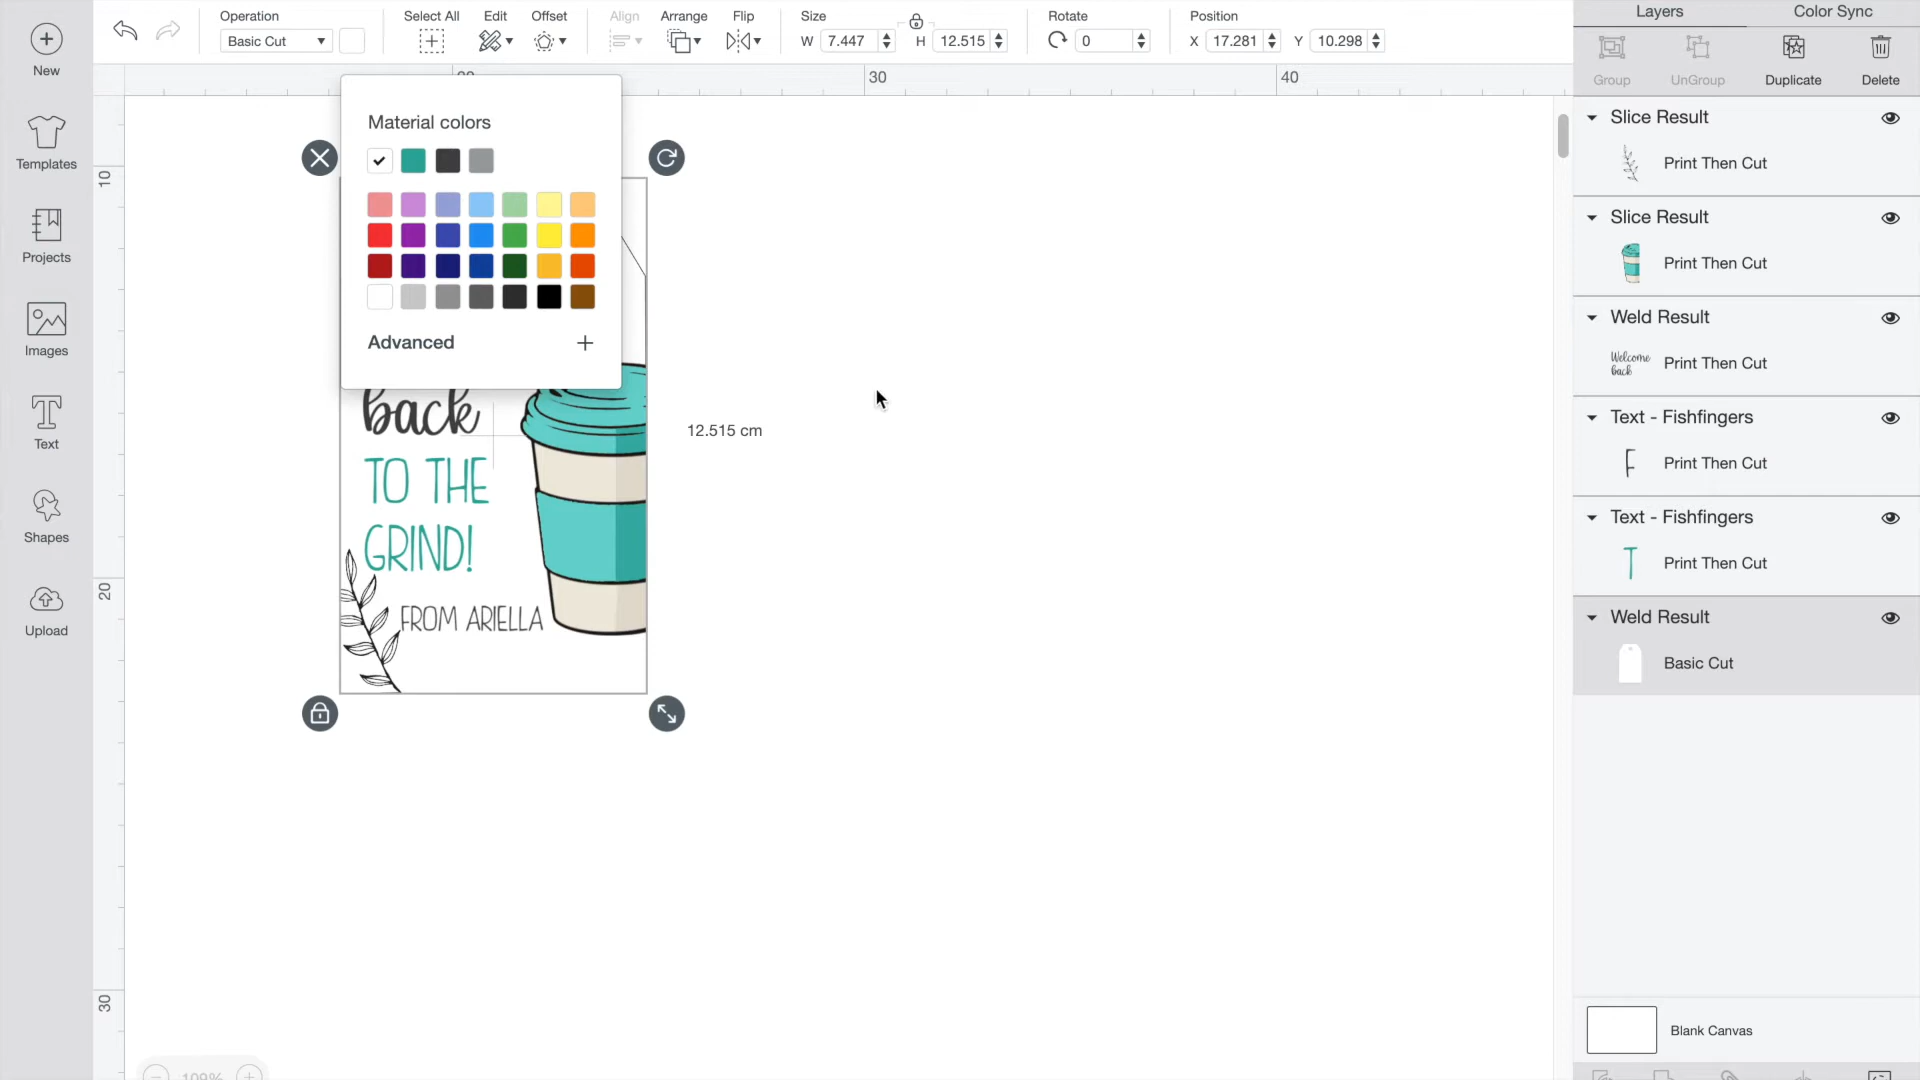 Operation
Basic Cut
Select All
Edit
Offset
Align
Arrange
Flip
Size
W 7.447
H 12.515
Rotate
0
Position
X 17.281
Y 10.298
Layers
Color Sync
Group
UnGroup
Duplicate
Delete
New
Templates
Projects
Images
Text
Shapes
Upload
30
40
10
20
30
Material colors
Advanced
back
TO THE
GRIND!
FROM ARIELLA
12.515 cm
Slice Result
Print Then Cut
Slice Result
Print Then Cut
Weld Result
Welcome
back
Print Then Cut
Text - Fishfingers
F
Print Then Cut
Text - Fishfingers
T
Print Then Cut
Weld Result
Basic Cut
Blank Canvas
109%